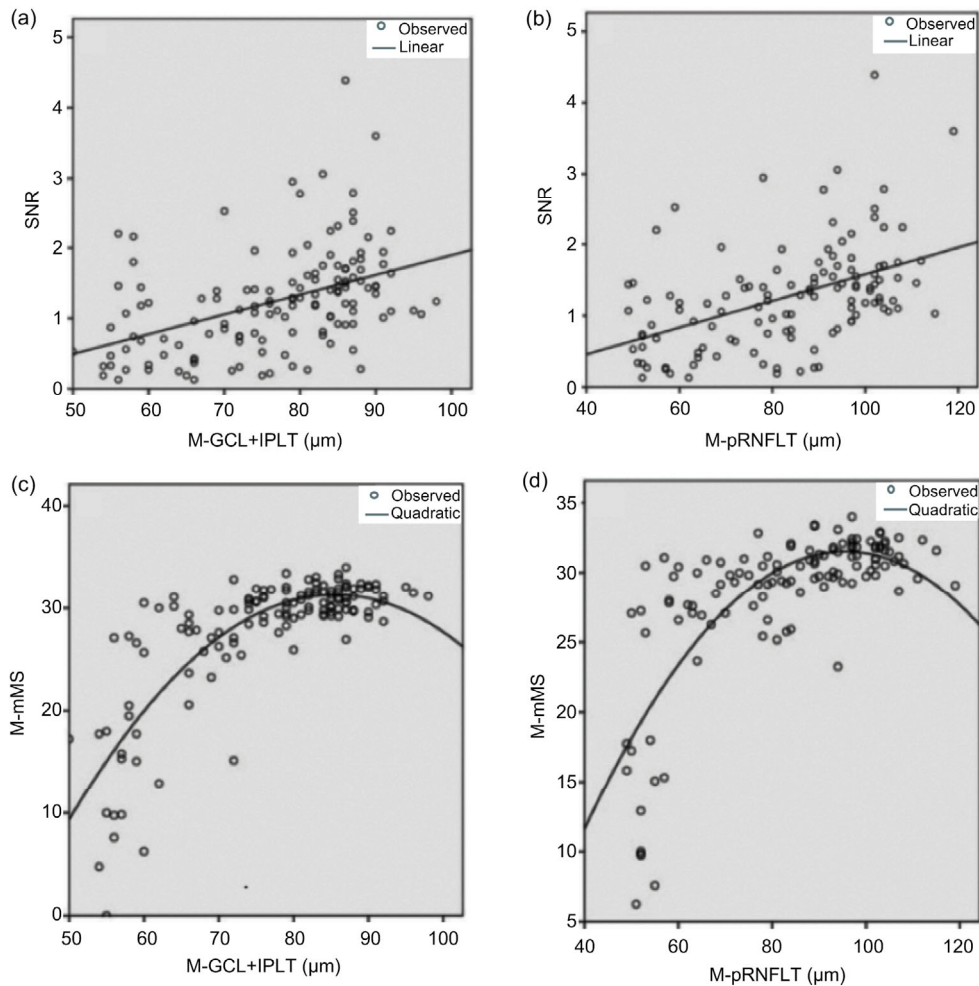 (a)
Observed
Linear
5
4
3
2
1
0
SNR
50 60 70 80 90 100
M-GCL+IPLT (µm)
(b)
Observed
Linear
5
4
3
2
1
0
SNR
40 60 80 100 120
M-pRNFLT (µm)
(c)
Observed
Quadratic
40
30
20
10
0
M-mMS
50 60 70 80 90 100
M-GCL+IPLT (µm)
(d)
Observed
Quadratic
35
30
25
20
15
10
5
M-mMS
40 60 80 100 120
M-pRNFLT (µm)